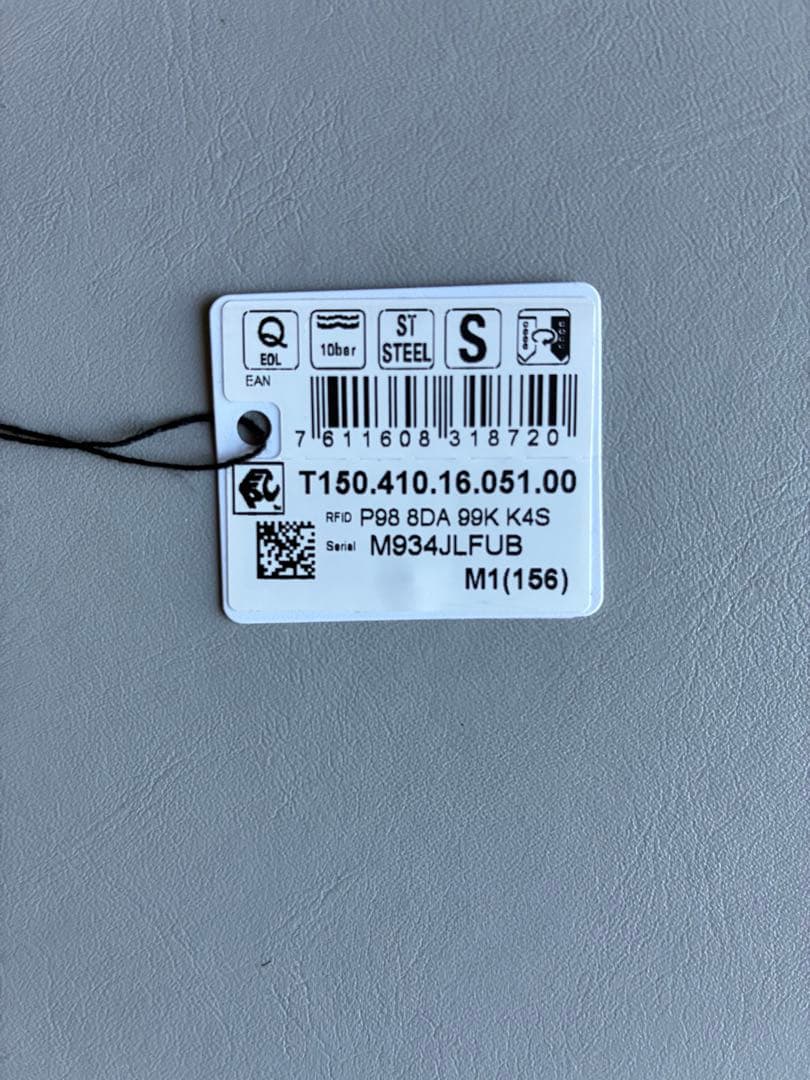 Q
EOL
10bar
ST
STEEL
S
EAN
7 611608 318720
T150.410.16.051.00
RFID P98 8DA 99K K4S
Serial M934JLFUB
M1(156)